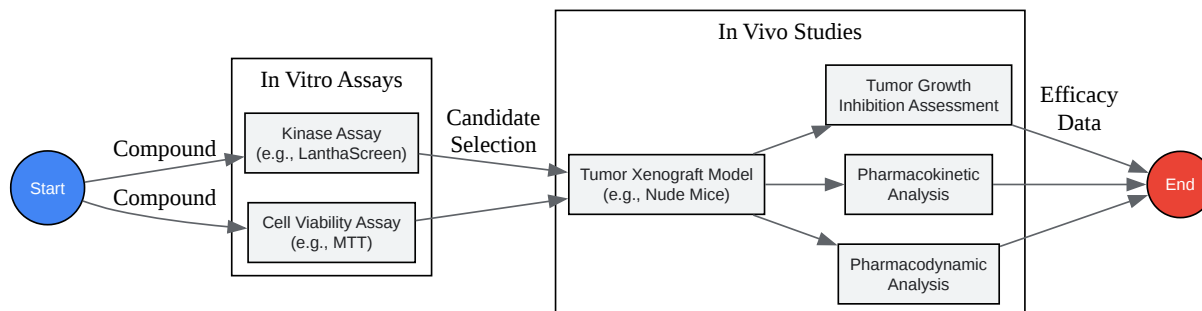 Start
Compound
Compound
In Vitro Assays
Kinase Assay
(e.g., LanthaScreen)
Cell Viability Assay
(e.g., MTT)
Candidate
Selection
In Vivo Studies
Tumor Xenograft Model
(e.g., Nude Mice)
Tumor Growth
Inhibition Assessment
Pharmacokinetic
Analysis
Pharmacodynamic
Analysis
Efficacy
Data
End